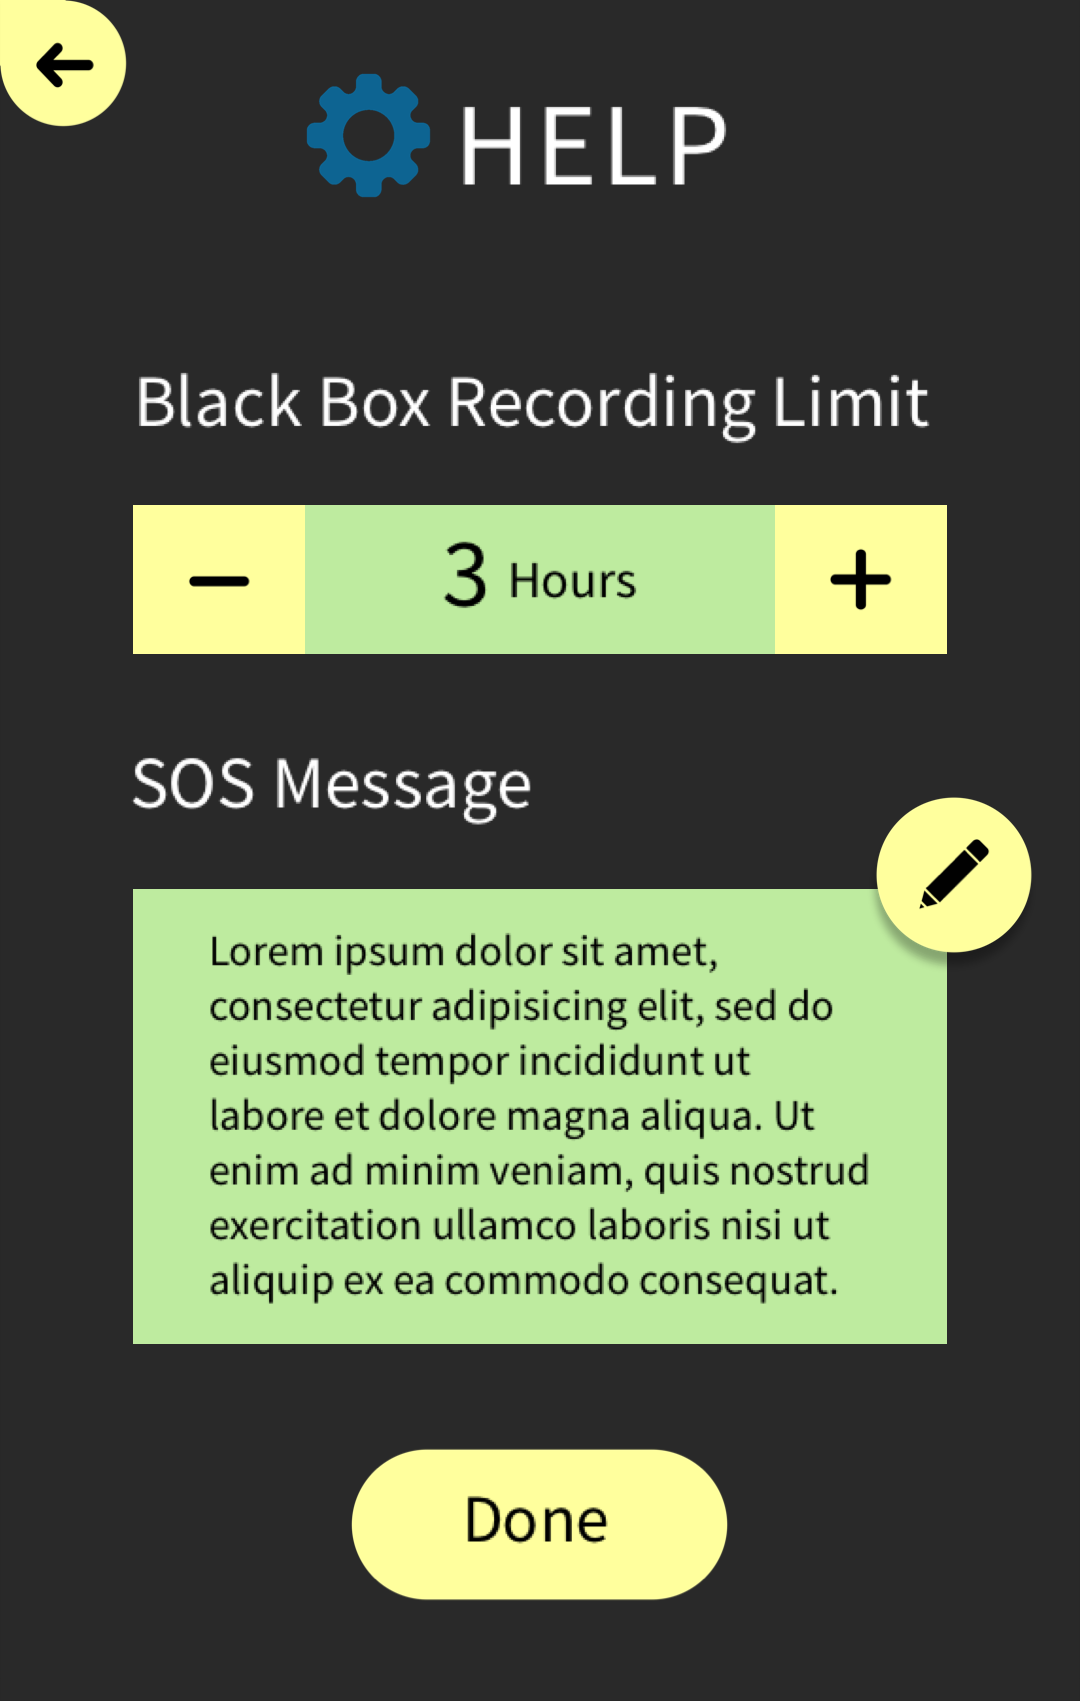 HELP
Black Box Recording Limit
3 Hours
SOS Message
Lorem ipsum dolor sit amet,
consectetur adipisicing elit, sed do
eiusmod tempor incididunt ut
labore et dolore magna aliqua. Ut
enim ad minim veniam, quis nostrud
exercitation ullamco laboris nisi ut
aliquip ex ea commodo consequat.
Done